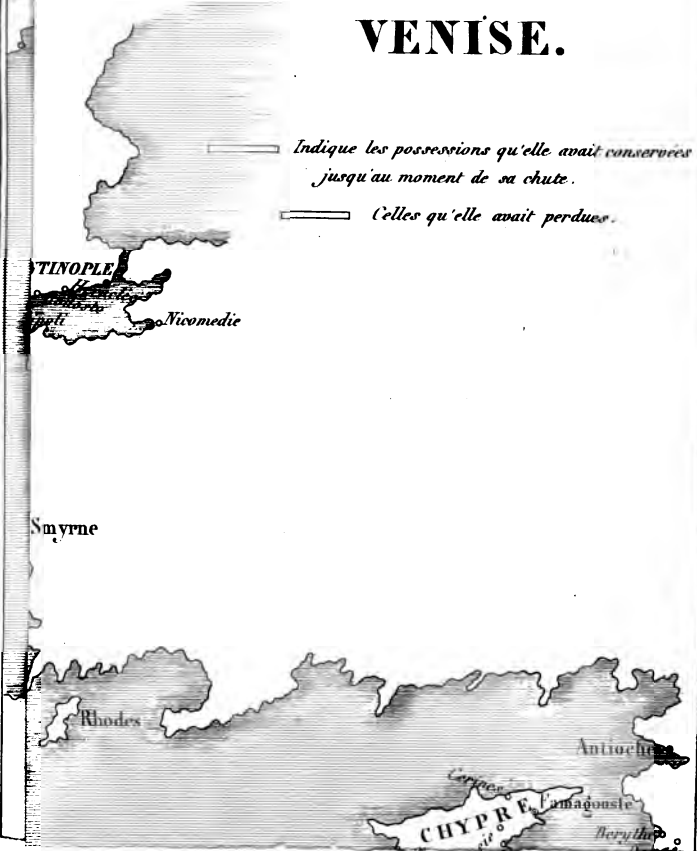 VENISE.
Indique les possessions qu'elle avait conservées
jusqu'au moment de sa chute.
Celles qu'elle avait perdues.
TINOPLE
Nicomedie
Smyrne
Rhodes
Antioche
Cerines
Famagouste
CHYPRE
Berythe